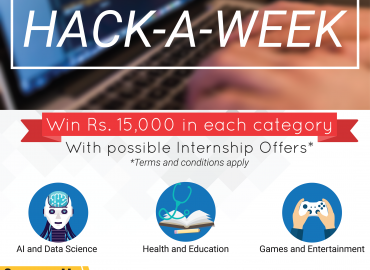 HACK-A-WEEK
Win Rs. 15,000 in each category
With possible Internship Offers*
*Terms and conditions apply
AI and Data Science
Health and Education
Games and Entertainment